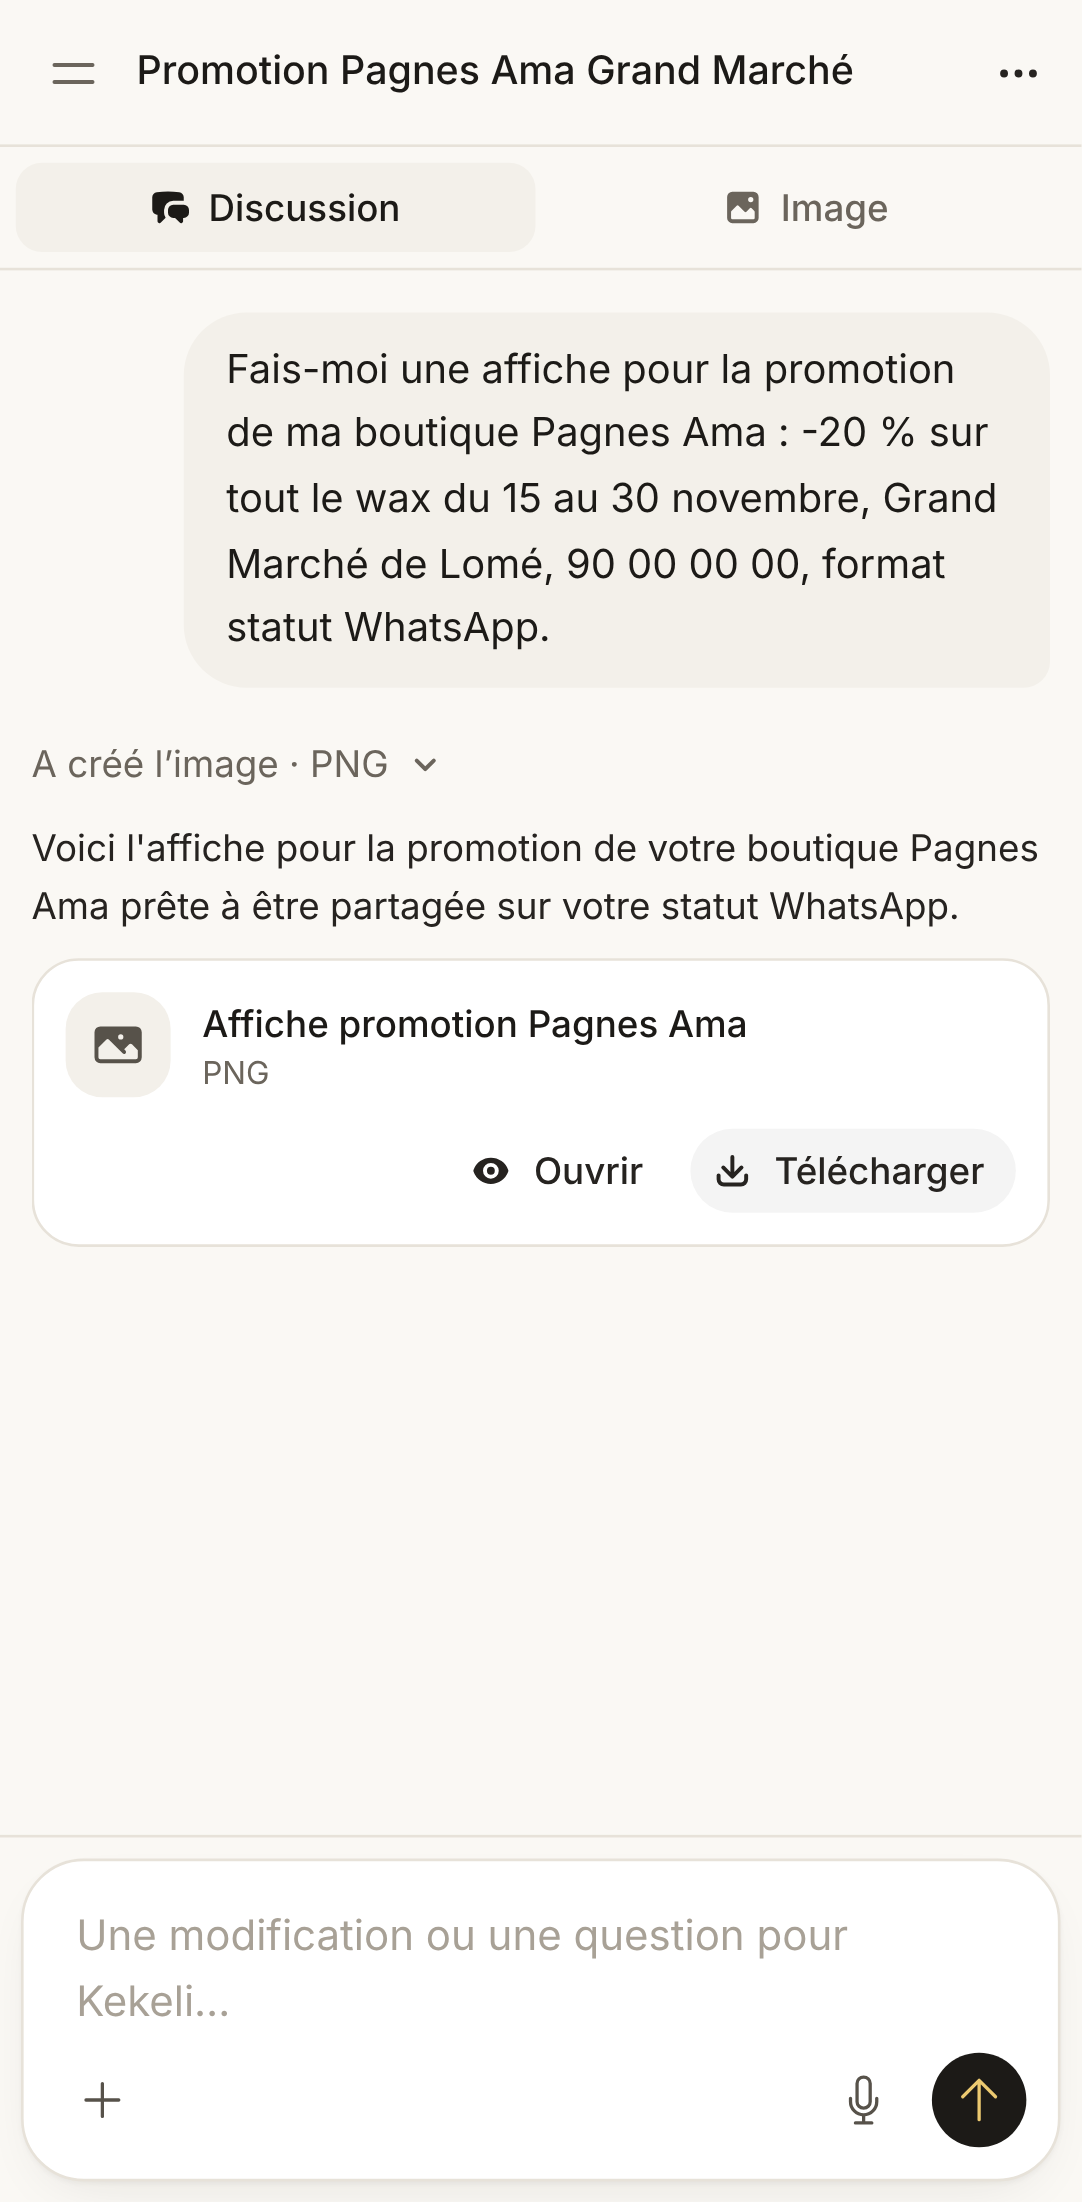 Promotion Pagnes Ama Grand Marché
Discussion
Image
Fais-moi une affiche pour la promotion
de ma boutique Pagnes Ama : -20 % sur
tout le wax du 15 au 30 novembre, Grand
Marché de Lomé, 90 00 00 00, format
statut WhatsApp.
A créé l’image · PNG
Voici l'affiche pour la promotion de votre boutique Pagnes
Ama prête à être partagée sur votre statut WhatsApp.
Affiche promotion Pagnes Ama
PNG
Ouvrir
Télécharger
Une modification ou une question pour
Kekeli...